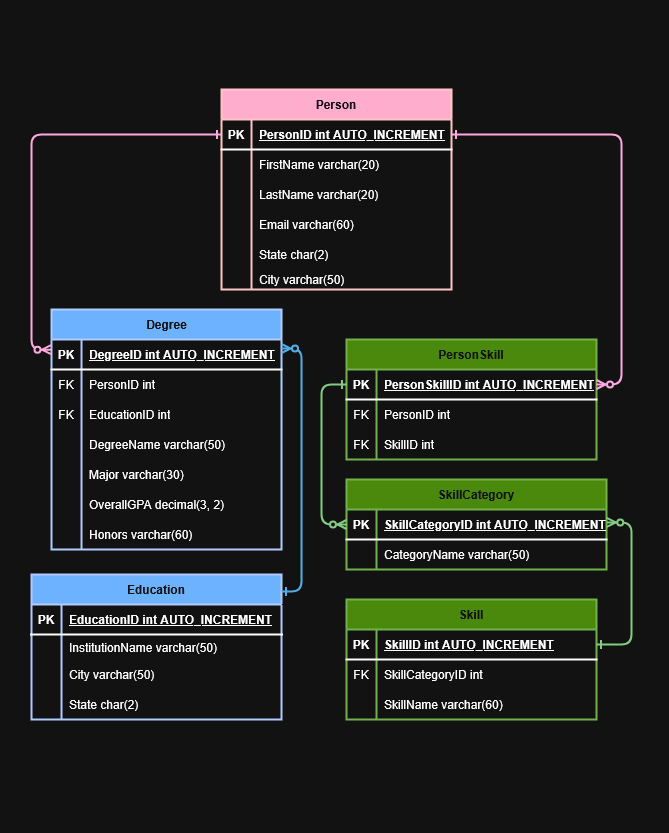 Person
PK PersonID int AUTO_INCREMENT
FirstName varchar(20)
LastName varchar(20)
Email varchar(60)
State char(2)
City varchar(50)
Degree
PK DegreeID int AUTO_INCREMENT
FK PersonID int
FK EducationID int
DegreeName varchar(50)
Major varchar(30)
OverallGPA decimal(3, 2)
Honors varchar(60)
Education
PK EducationID int AUTO_INCREMENT
InstitutionName varchar(50)
City varchar(50)
State char(2)
PersonSkill
PK PersonSkillID int AUTO_INCREMENT
FK PersonID int
FK SkillID int
SkillCategory
PK SkillCategoryID int AUTO_INCREMENT
CategoryName varchar(50)
Skill
PK SkillID int AUTO_INCREMENT
FK SkillCategoryID int
SkillName varchar(60)